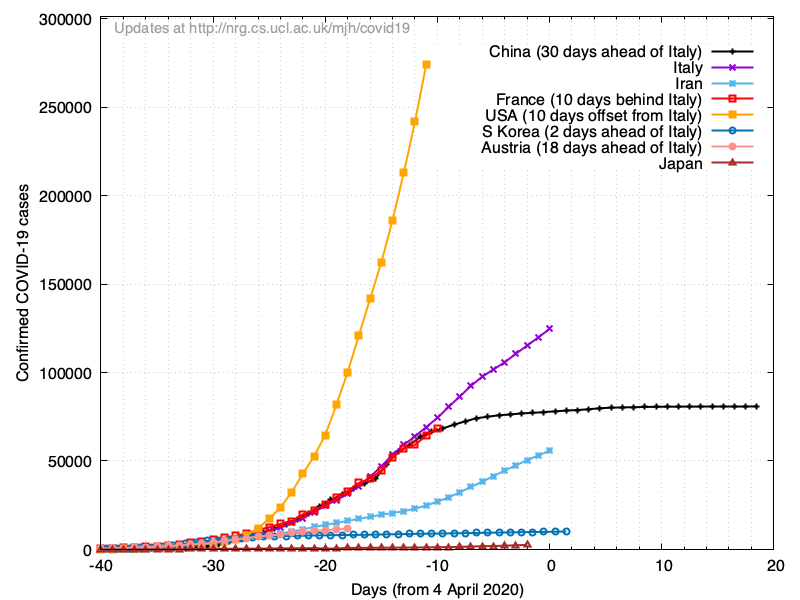 Updates at http://nrg.cs.ucl.ac.uk/mjh/covid19
China (30 days ahead of Italy)
Italy
Iran
France (10 days behind Italy)
USA (10 days offset from Italy)
S Korea (2 days ahead of Italy)
Austria (18 days ahead of Italy)
Japan
300000
250000
200000
150000
100000
50000
0
Confirmed COVID-19 cases
-40 -30 -20 -10 0 10 20
Days (from 4 April 2020)